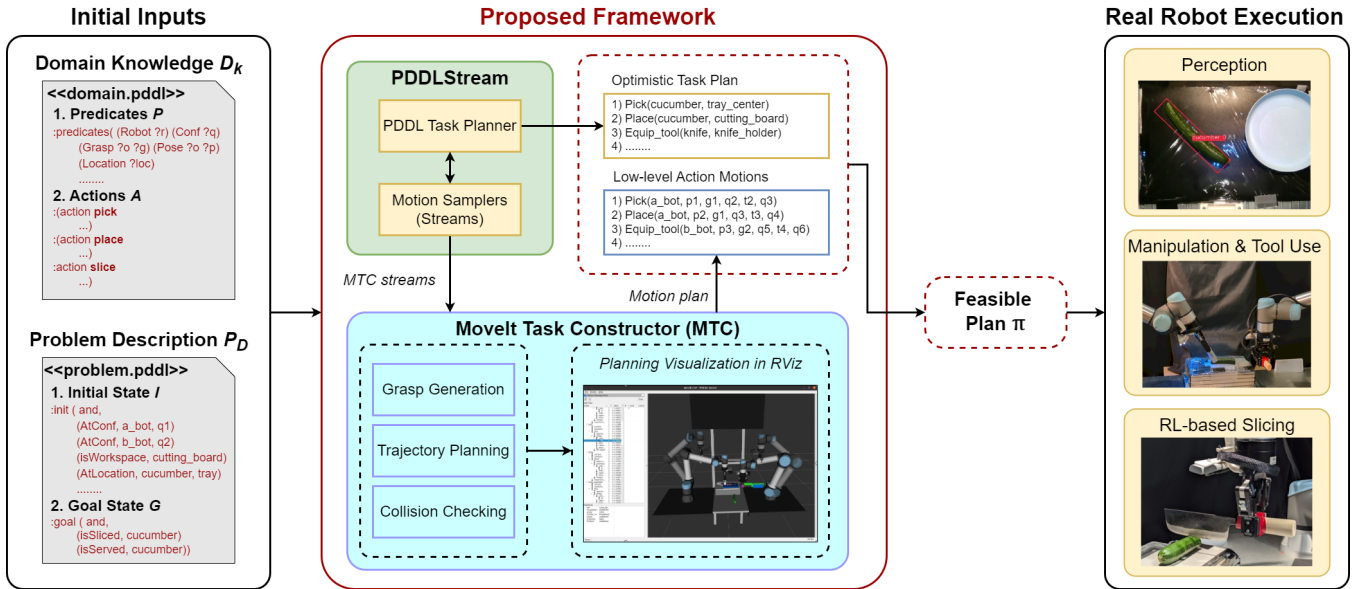 Initial Inputs
Domain Knowledge D_k
<<domain.pddl>>
1. Predicates P
:predicates( (Robot ?r) (Conf ?q)
(Grasp ?o ?g) (Pose ?o ?p)
(Location ?loc)
........
2. Actions A
:(action pick
...)
:(action place
...)
:action slice
...)
Problem Description P_D
<<problem.pddl>>
1. Initial State I
:init ( and,
(AtConf, a_bot, q1)
(AtConf, b_bot, q2)
(isWorkspace, cutting_board)
(AtLocation, cucumber, tray)
........
2. Goal State G
:goal ( and,
(isSliced, cucumber)
(isServed, cucumber))
Proposed Framework
PDDLStream
PDDL Task Planner
Motion Samplers
(Streams)
Optimistic Task Plan
1) Pick(cucumber, tray_center)
2) Place(cucumber, cutting_board)
3) Equip_tool(knife, knife_holder)
4) ........
Low-level Action Motions
1) Pick(a_bot, p1, g1, q2, t2, q3)
2) Place(a_bot, p2, g1, q3, t3, q4)
3) Equip_tool(b_bot, p3, g2, q5, t4, q6)
4) ........
MTC streams
Motion plan
MoveIt Task Constructor (MTC)
Grasp Generation
Trajectory Planning
Collision Checking
Planning Visualization in RViz
Feasible
Plan π
Real Robot Execution
Perception
cucumber
Manipulation & Tool Use
RL-based Slicing